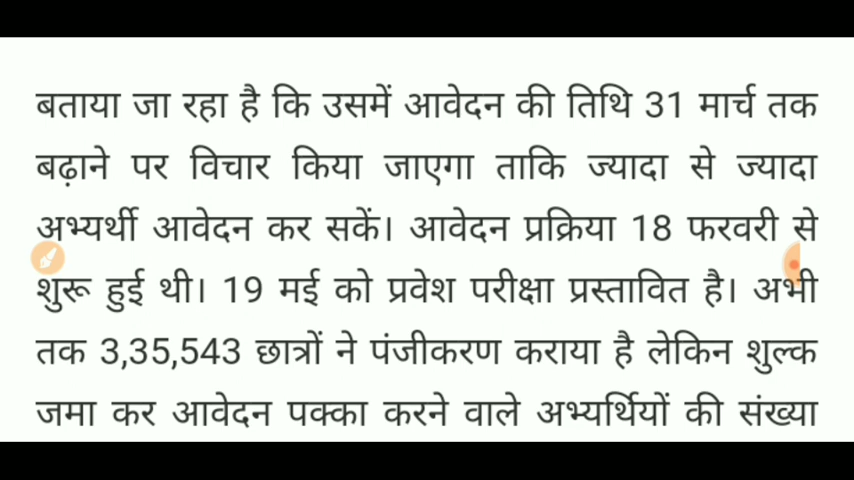 बताया जा रहा है कि उसमें आवेदन की तिथि 31 मार्च तक
बढ़ाने पर विचार किया जाएगा ताकि ज्यादा से ज्यादा
अभ्यर्थी आवेदन कर सकें। आवेदन प्रक्रिया 18 फरवरी से
शुरू हुई थी। 19 मई को प्रवेश परीक्षा प्रस्तावित है। अभी
तक 3,35,543 छात्रों ने पंजीकरण कराया है लेकिन शुल्क
जमा कर आवेदन पक्का करने वाले अभ्यर्थियों की संख्या